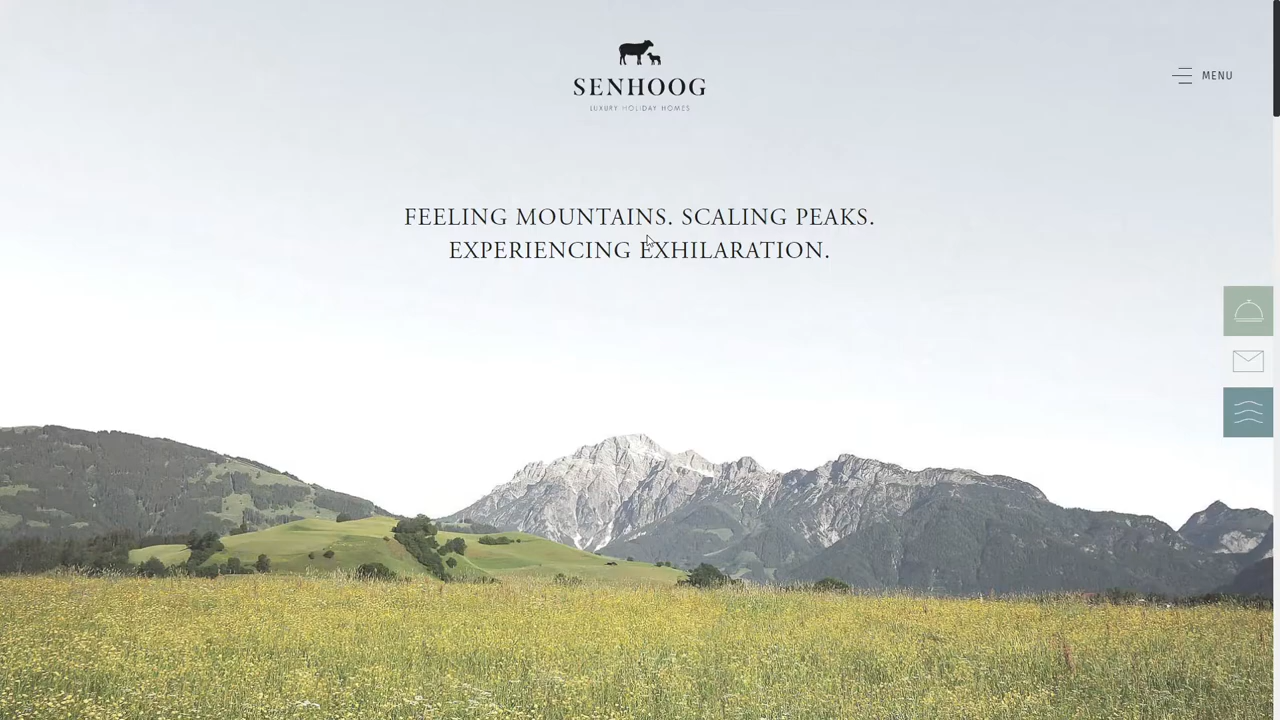 SENHOOG
LUXURY HOLIDAY HOMES
MENU
FEELING MOUNTAINS. SCALING PEAKS.
EXPERIENCING EXHILARATION.